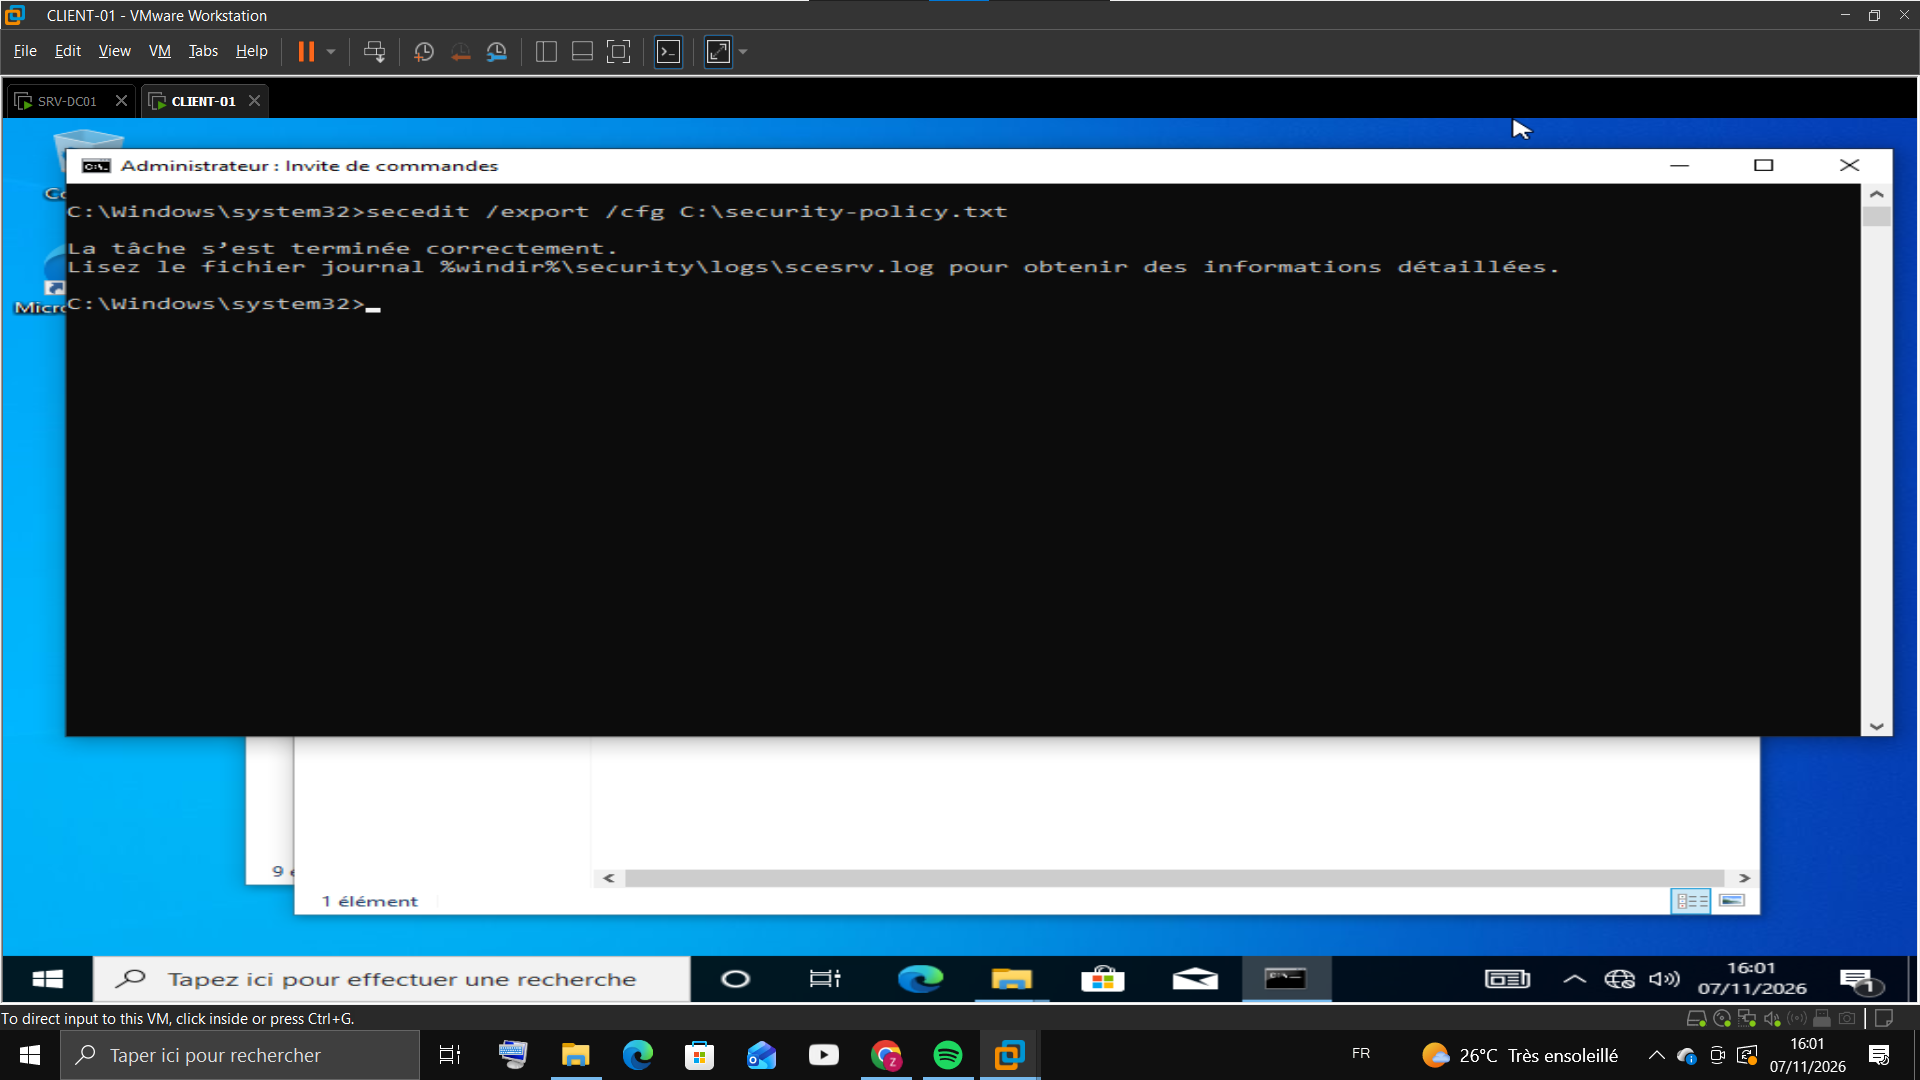 CLIENT-01 - VMware Workstation
File Edit View VM Tabs Help
SRV-DC01 CLIENT-01
Administrateur : Invite de commandes
C:\Windows\system32>secedit /export /cfg C:\security-policy.txt
La tâche s'est terminée correctement.
Lisez le fichier journal %windir%\security\logs\scesrv.log pour obtenir des informations détaillées.
C:\Windows\system32>
Co
Micro
9 é
1 élément
Tapez ici pour effectuer une recherche
16:01
07/11/2026
1
To direct input to this VM, click inside or press Ctrl+G.
Taper ici pour rechercher
FR
26°C Très ensoleillé
16:01
07/11/2026